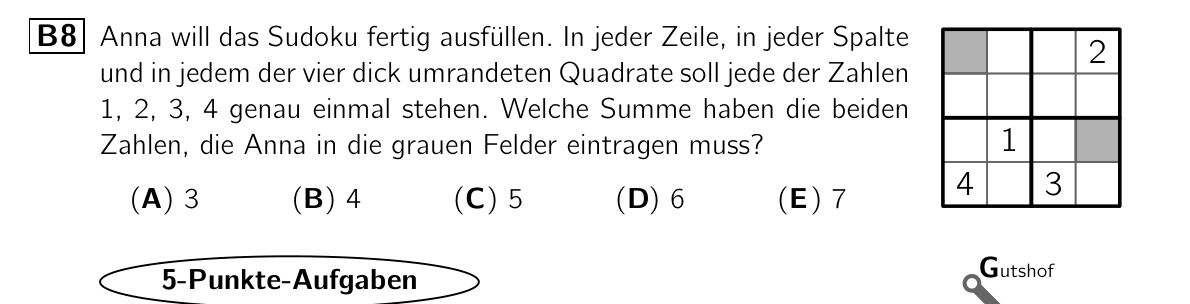 B8 Anna will das Sudoku fertig ausfüllen. In jeder Zeile, in jeder Spalte
und in jedem der vier dick umrandeten Quadrate soll jede der Zahlen
1, 2, 3, 4 genau einmal stehen. Welche Summe haben die beiden
Zahlen, die Anna in die grauen Felder eintragen muss?
(A) 3 (B) 4 (C) 5 (D) 6 (E) 7
2
1
4 3
5-Punkte-Aufgaben
Gutshof